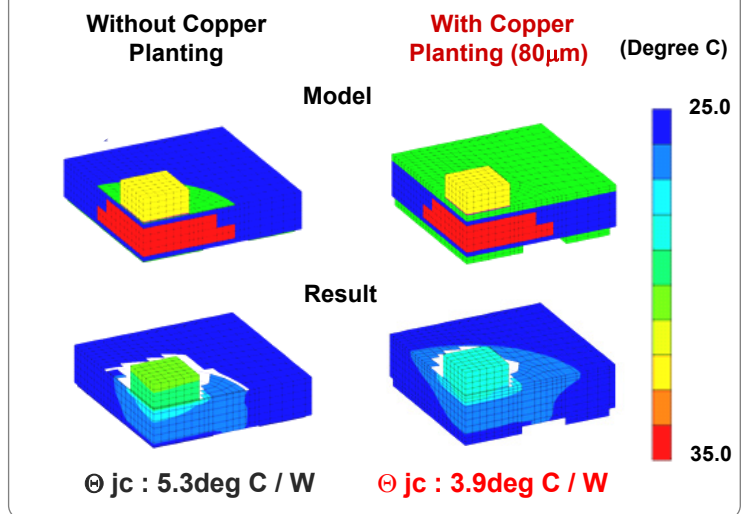 Without Copper
Planting
With Copper
Planting (80μm)
(Degree C)
25.0
Model
Result
35.0
Θ jc : 5.3deg C / W
Θ jc : 3.9deg C / W